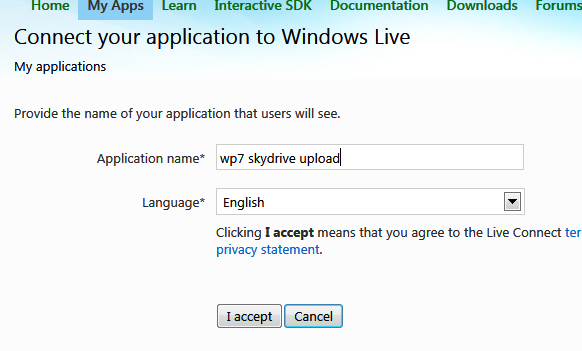 Home My Apps Learn Interactive SDK Documentation Downloads Forums
Connect your application to Windows Live
My applications
Provide the name of your application that users will see.
Application name* wp7 skydrive upload
Language* English
Clicking I accept means that you agree to the Live Connect ter
privacy statement.
I accept Cancel